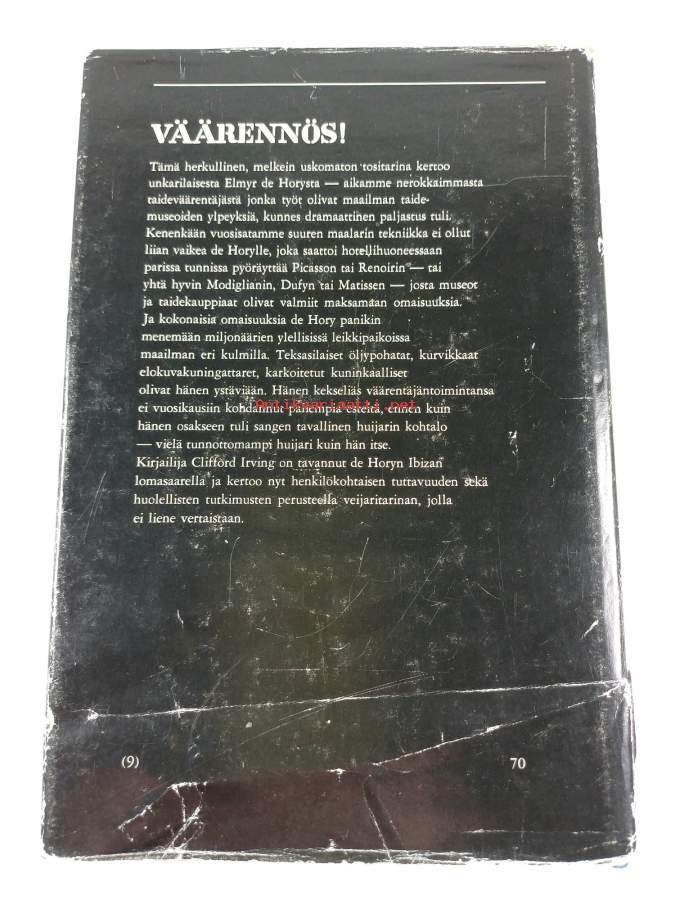 VÄÄRENNÖS!
Tämä herkullinen, melkein uskomaton tositarina kertoo
unkarilaisesta Elmyr de Horysta — aikamme nerokkaimmasta
taideväärentäjästä jonka työt olivat maailman taide-
museoiden ylpeyksiä, kunnes dramaattinen paljastus tuli.
Kenenkään vuosisatamme suuren maalarin tekniikka ei ollut
liian vaikea de Horylle, joka saattoi hotellihuoneessaan
parissa tunnissa pyöräyttää Picasson tai Renoirin — tai
yhtä hyvin Modiglianin, Dufyn tai Matissen — josta museot
ja taidekauppiaat olivat valmiit maksamaan omaisuuksia.
Ja kokonaisia omaisuuksia de Hory panikin
menemään miljonäärien ylellisissä leikkipaikoissa
maailman eri kulmilla. Teksasilaiset öljypohatat, kurvikkaat
elokuvakuningattaret, karkoitetut kuninkaalliset
olivat hänen ystäviään. Hänen kekseliäs väärentäjäntoimintansa
ei vuosikausiin kohdannut pahempia esteitä, ennen kuin
Antikvariaatti.net
hänen osakseen tuli sangen tavallinen huijarin kohtalo
— vielä tunnottomampi huijari kuin hän itse.
Kirjailija Clifford Irving on tavannut de Horyn Ibizan
lomasaarella ja kertoo nyt henkilökohtaisen tuttavuuden sekä
huolellisten tutkimusten perusteella veijaritarinan, jolla
ei liene vertaistaan.
(9) 70